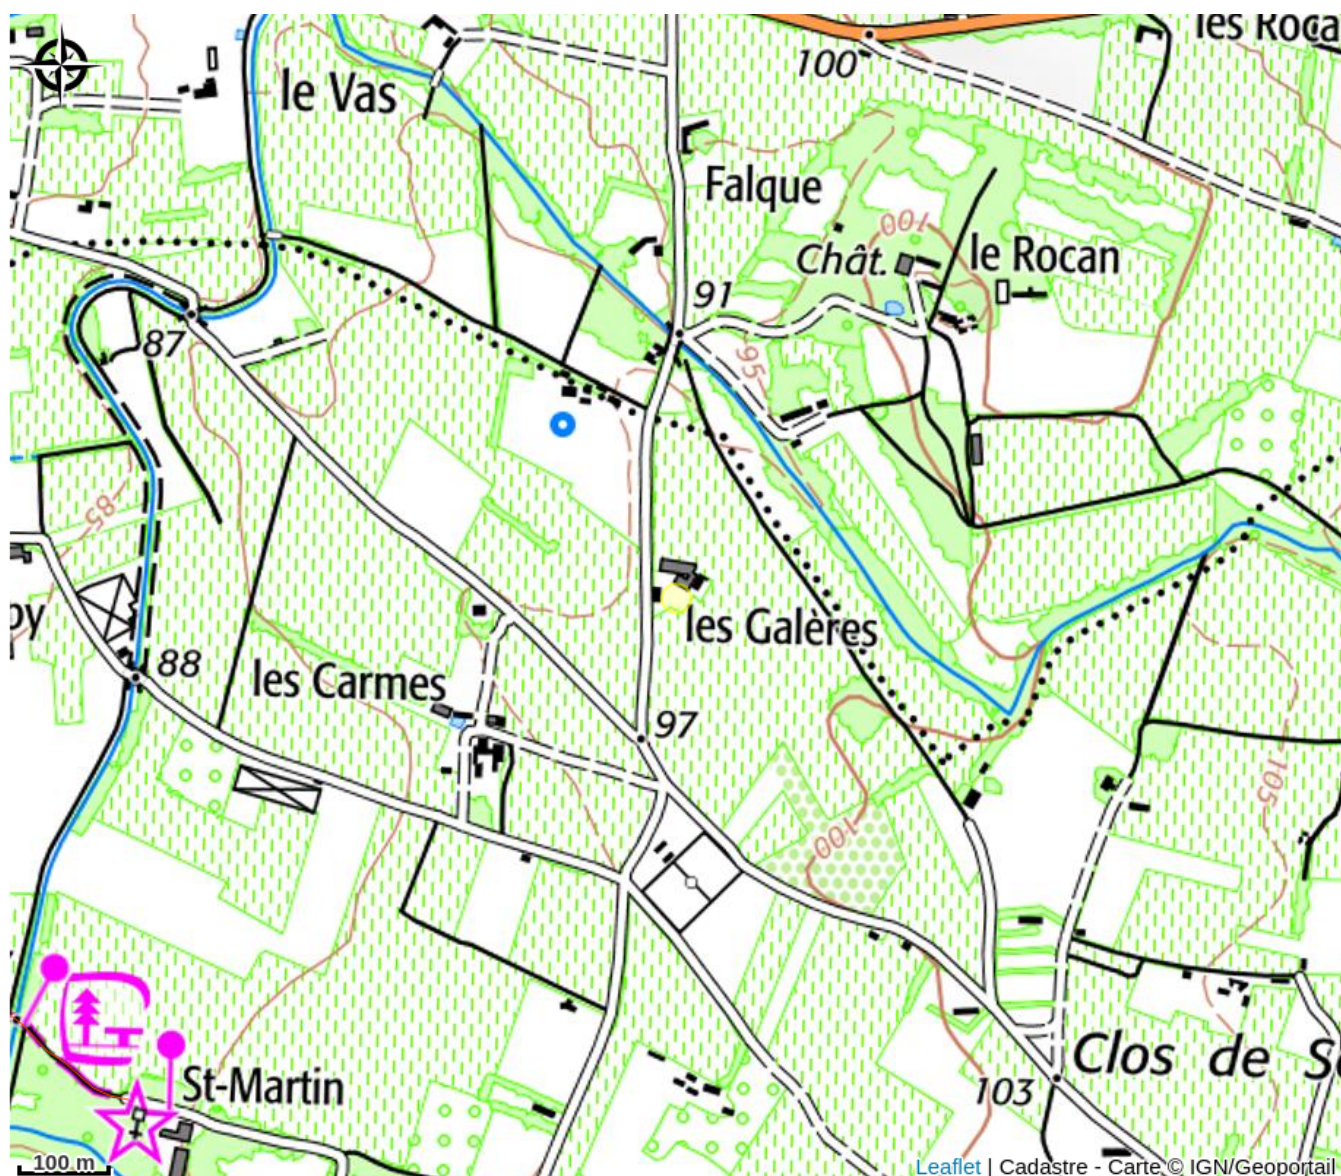 les Roca
100
le Vas
Falque
100
Chât.
le Rocan
91
87
95
85
by
les Galères
88
les Carmes
97
105
100
Clos de S
St-Martin
103
100 m
Leaflet | Cadastre - Carte © IGN/Geoportail